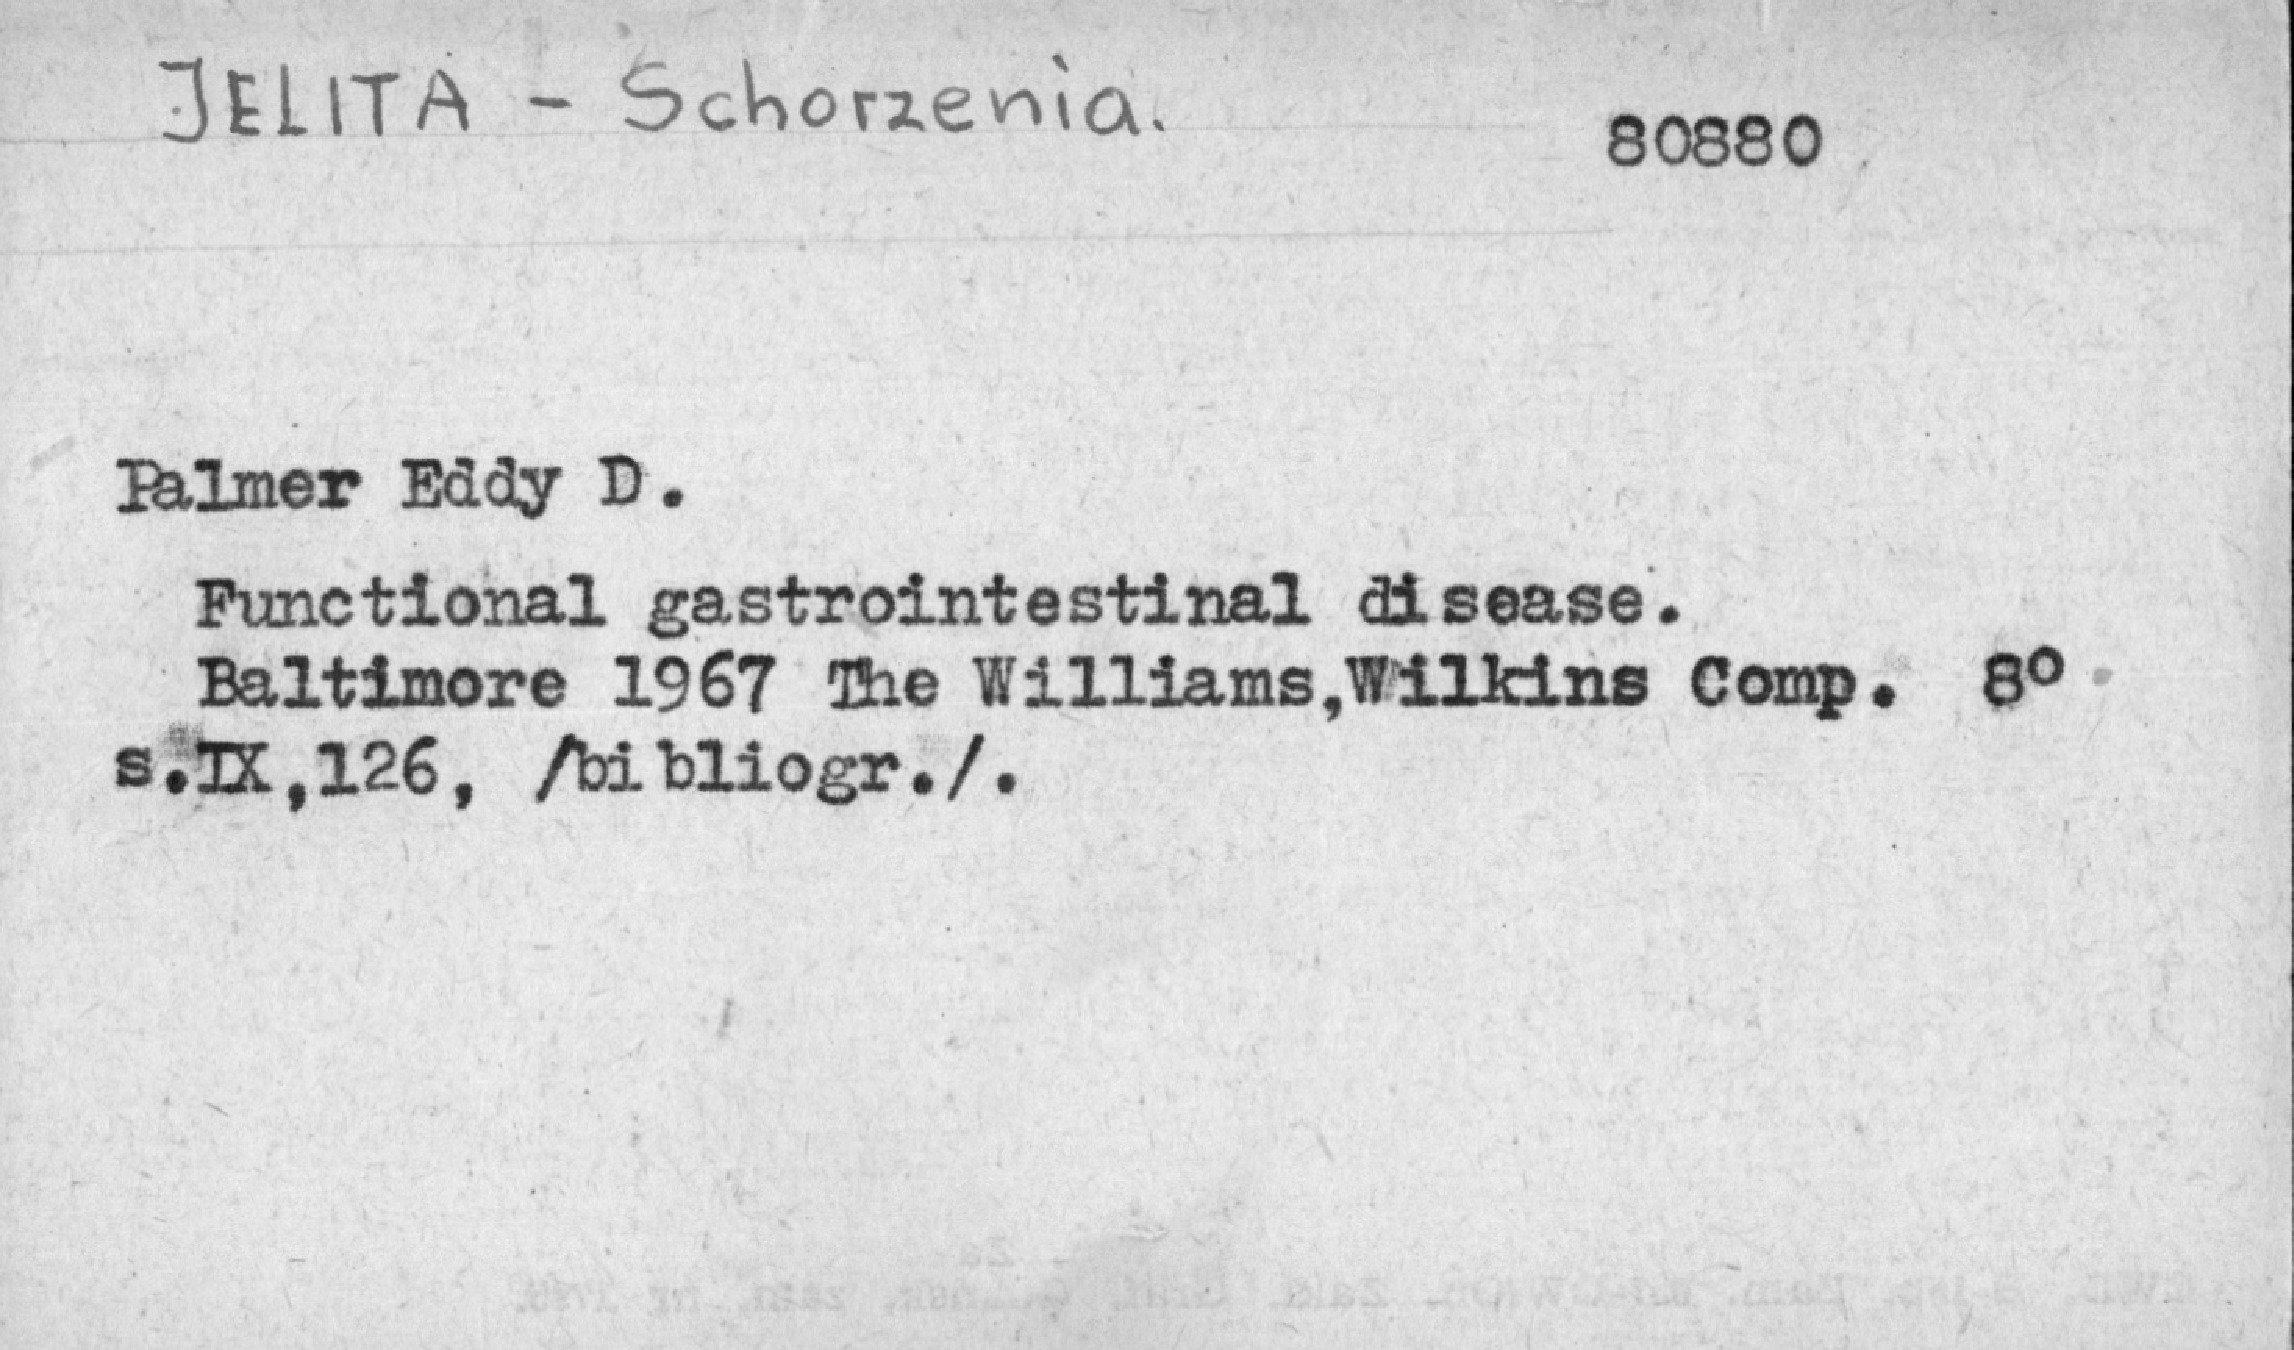 JELITA - Schorzenia.
80880
Palmer Eddy D.
Functional gastrointestinal disease.
Baltimore 1967 The Williams,Wilkins Comp. 8°
s.IX,126, /bibliogr./.